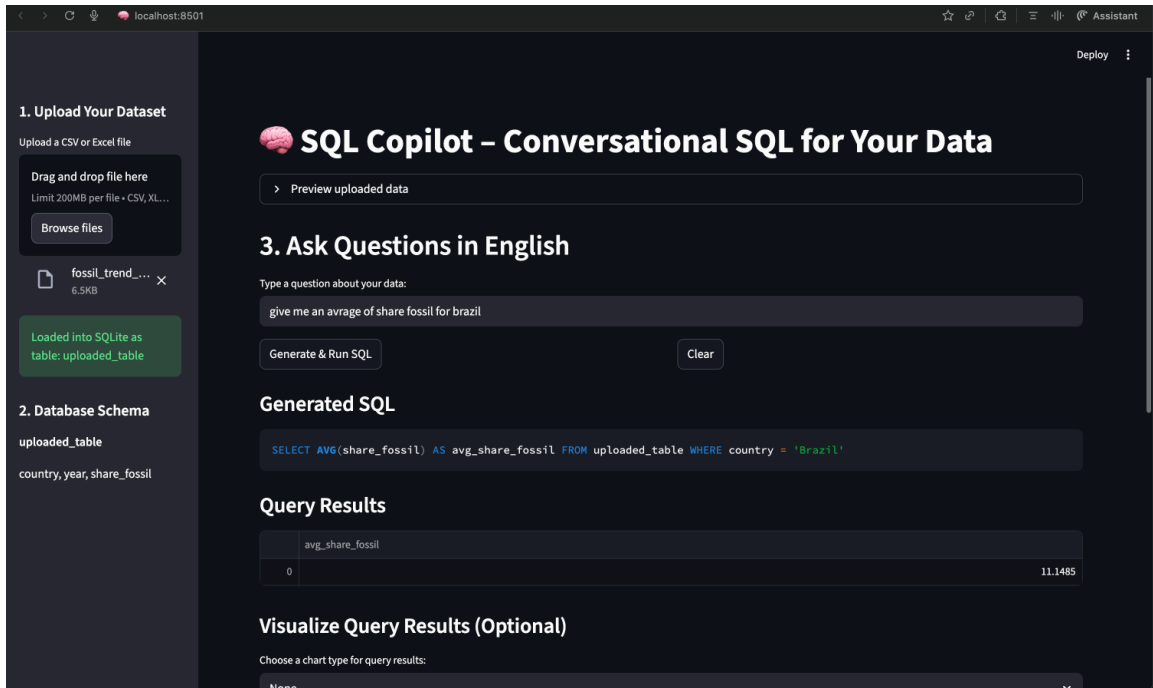 localhost:8501
Assistant
Deploy
1. Upload Your Dataset
Upload a CSV or Excel file
Drag and drop file here
Limit 200MB per file • CSV, XL...
Browse files
fossil_trend_...
6.5KB
Loaded into SQLite as
table: uploaded_table
2. Database Schema
uploaded_table
country, year, share_fossil
SQL Copilot – Conversational SQL for Your Data
Preview uploaded data
3. Ask Questions in English
Type a question about your data:
give me an avrage of share fossil for brazil
Generate & Run SQL
Clear
Generated SQL
SELECT AVG(share_fossil) AS avg_share_fossil FROM uploaded_table WHERE country = 'Brazil'
Query Results
avg_share_fossil
0 11.1485
Visualize Query Results (Optional)
Choose a chart type for query results:
None